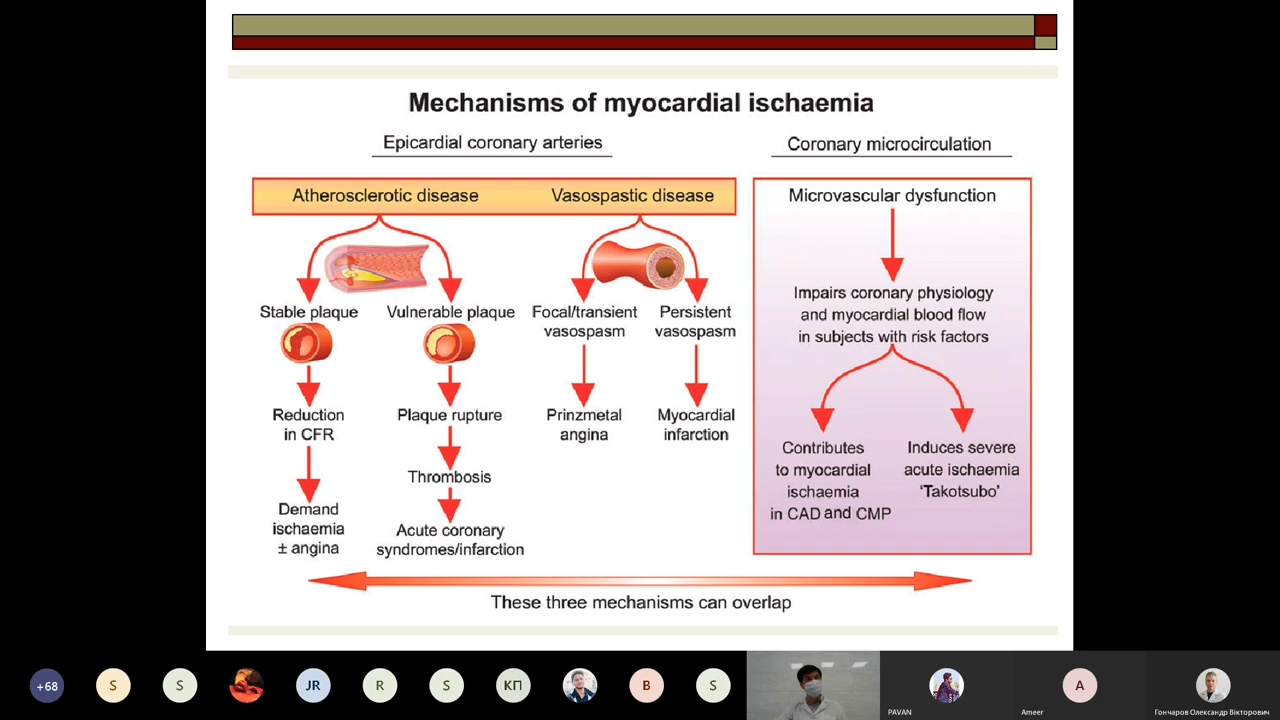 Mechanisms of myocardial ischaemia
Epicardial coronary arteries
Coronary microcirculation
Atherosclerotic disease
Vasospastic disease
Microvascular dysfunction
Stable plaque
Vulnerable plaque
Focal/transient
vasospasm
Persistent
vasospasm
Impairs coronary physiology
and myocardial blood flow
in subjects with risk factors
Reduction
in CFR
Plaque rupture
Prinzmetal
angina
Myocardial
infarction
Thrombosis
Demand
ischaemia
± angina
Acute coronary
syndromes/infarction
Contributes
to myocardial
ischaemia
in CAD and CMP
Induces severe
acute ischaemia
‘Takotsubo’
These three mechanisms can overlap
+68
S
S
JR
R
S
КП
B
S
PAVAN
A
Ameer
Гончаров Олександр Вікторович